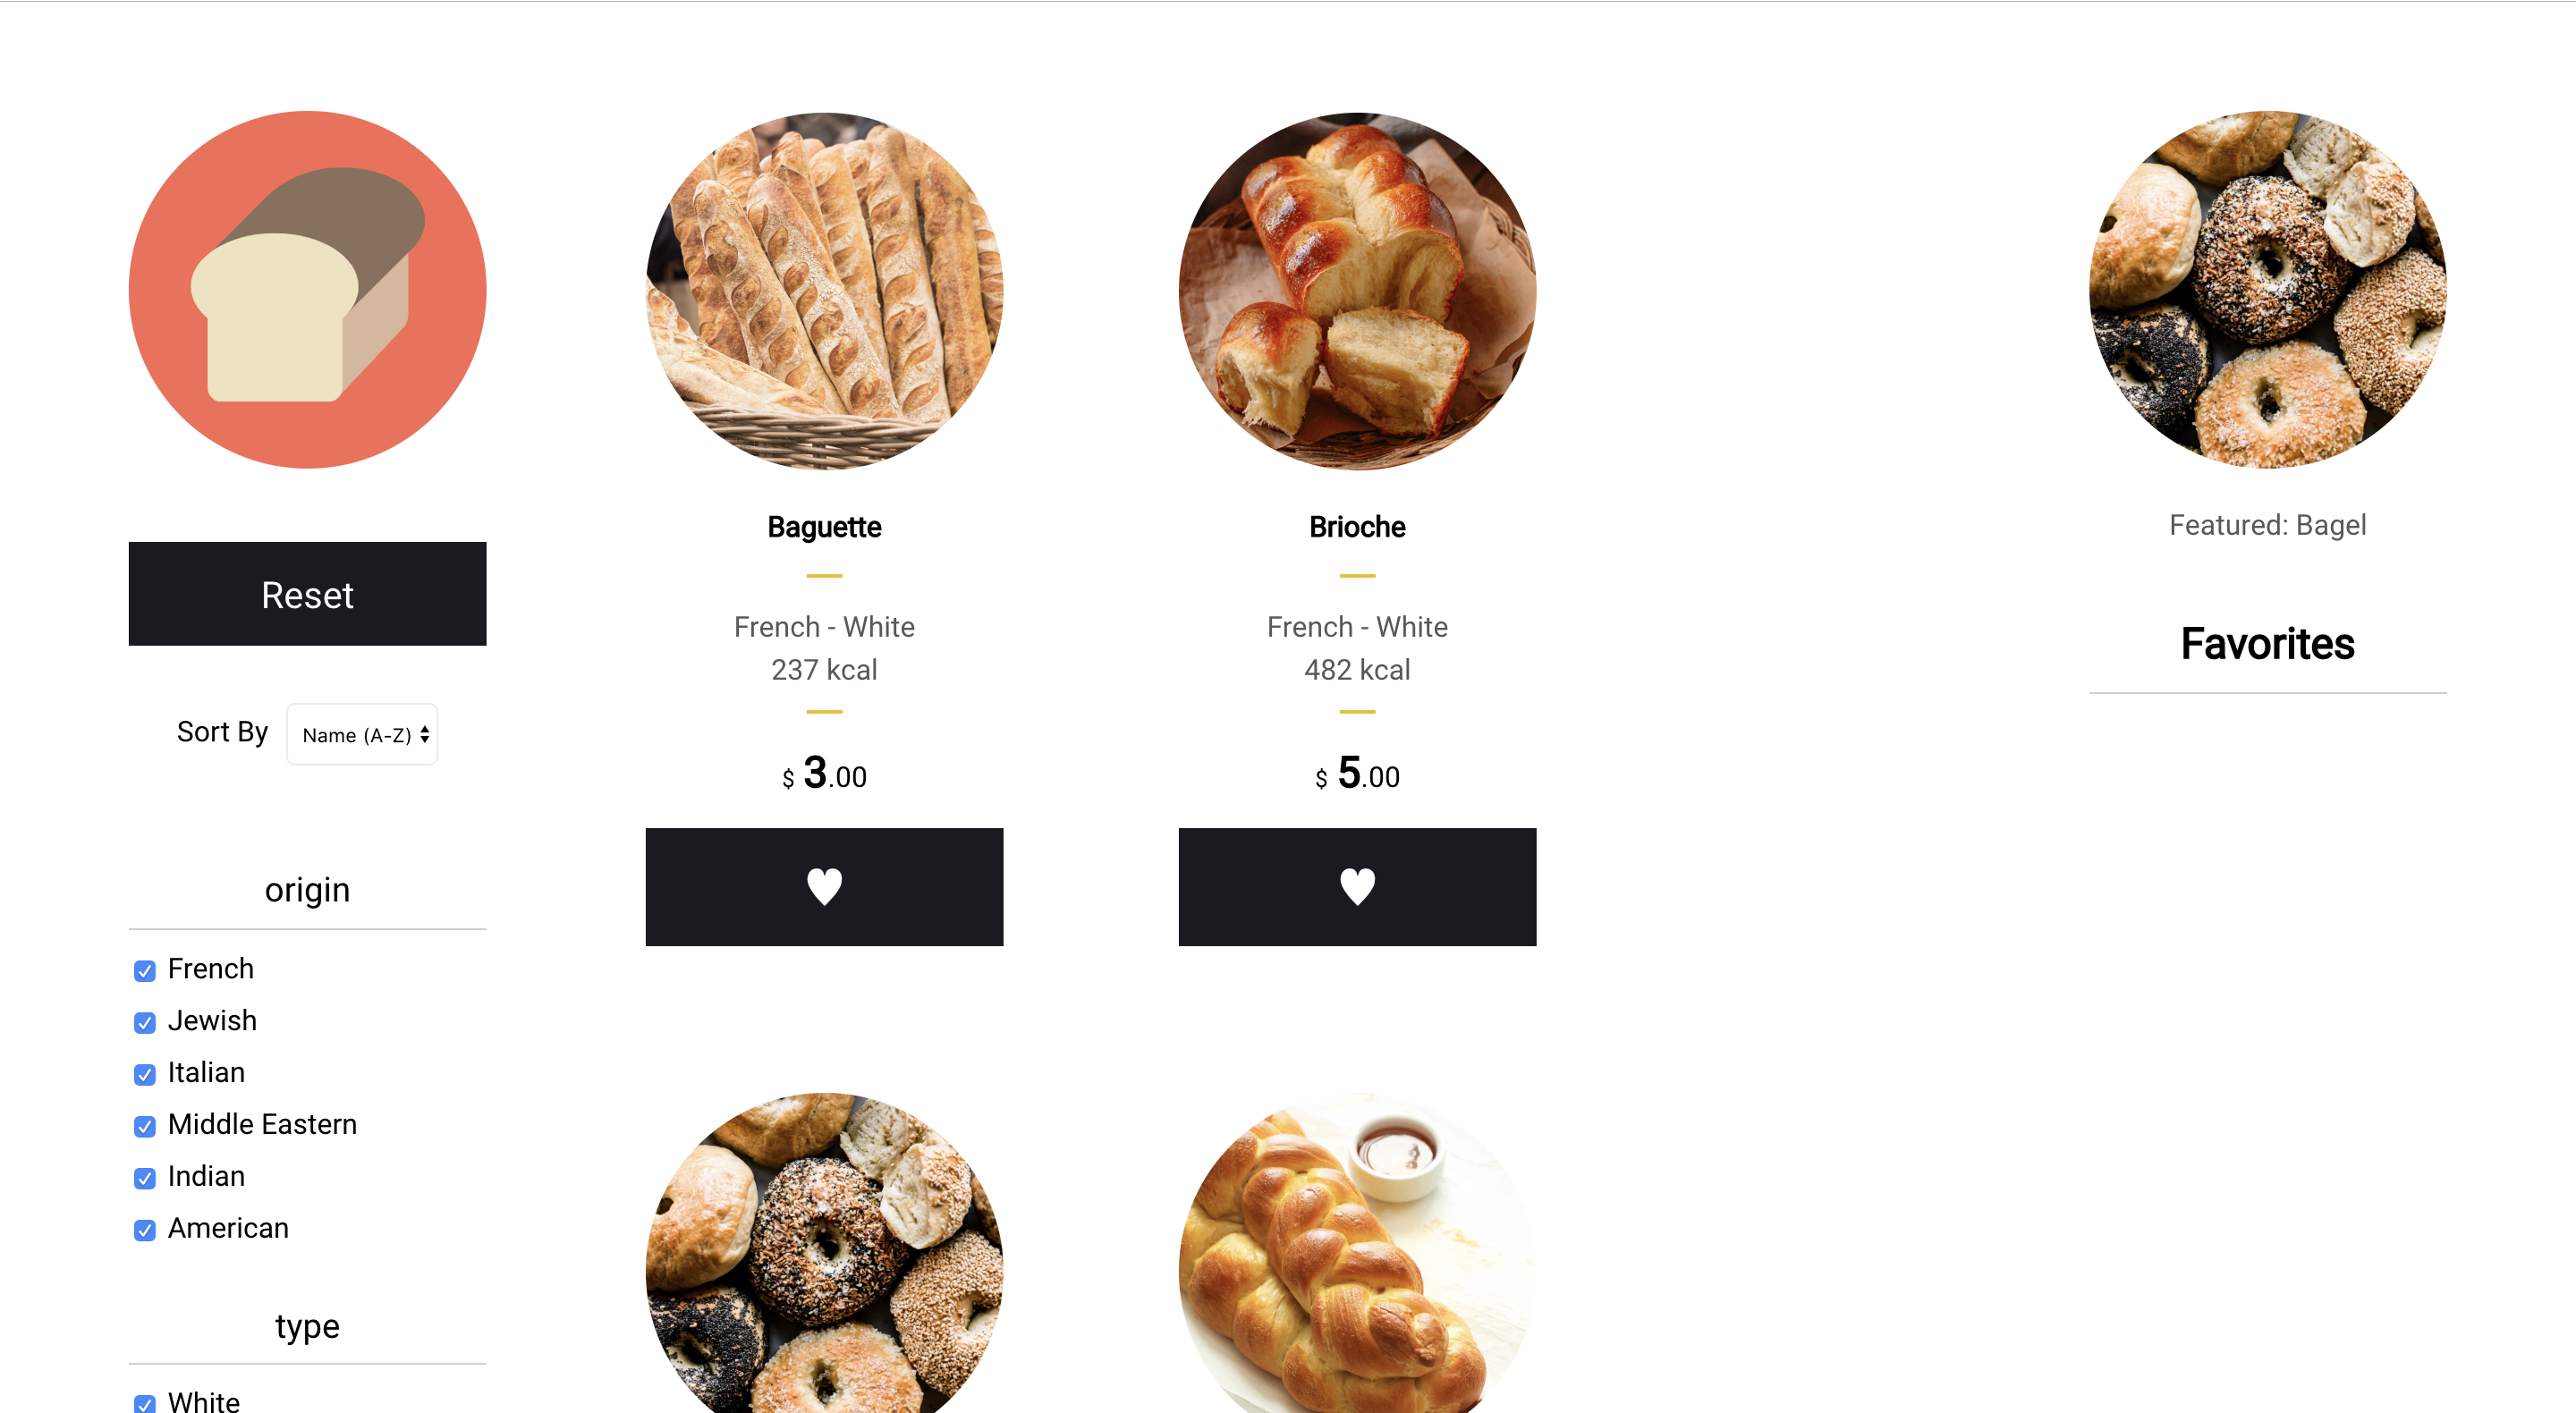 Reset
Sort By Name (A-Z)
origin
French
Jewish
Italian
Middle Eastern
Indian
American
type
White
Baguette
French - White
237 kcal
$ 3.00
Brioche
French - White
482 kcal
$ 5.00
Featured: Bagel
Favorites